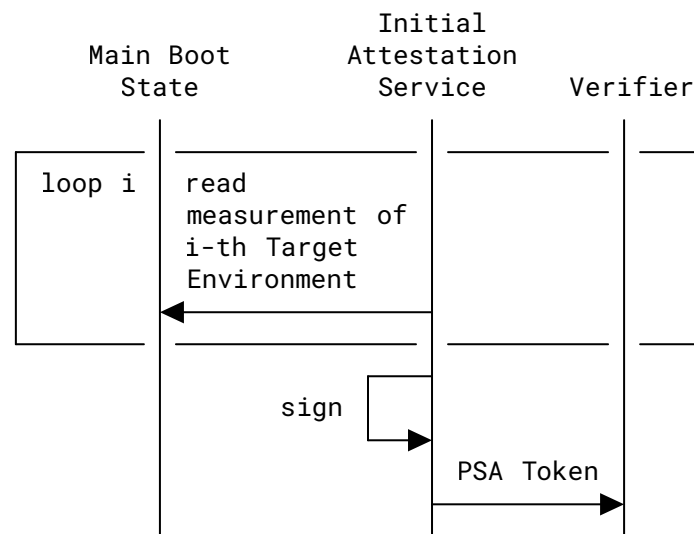 Main Boot
State
Initial
Attestation
Service
Verifier
loop i
read
measurement of
i-th Target
Environment
sign
PSA Token